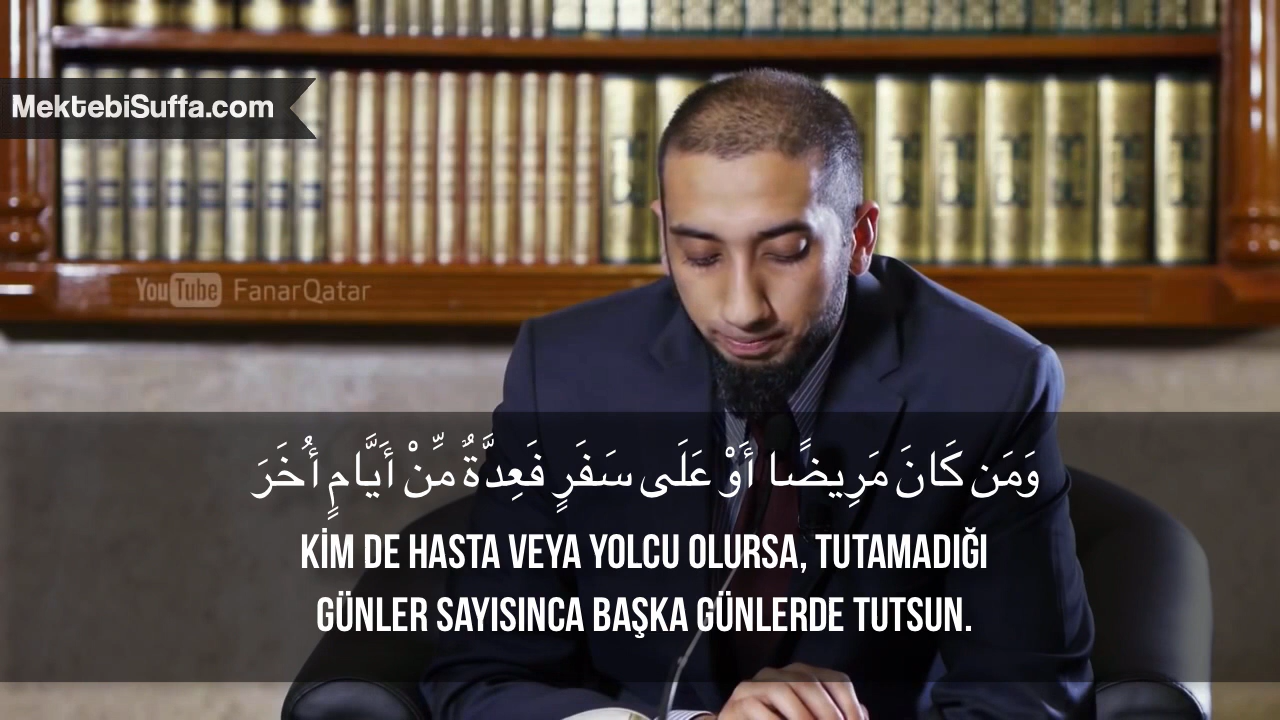 MektebiSuffa.com
YouTube FanarQatar
وَمَن كَانَ مَرِيضًا أَوْ عَلَى سَفَرٍ فَعِدَّةٌ مِّنْ أَيَّامٍ أُخَرَ
KİM DE HASTA VEYA YOLCU OLURSA, TUTAMADIĞI
GÜNLER SAYISINCA BAŞKA GÜNLERDE TUTSUN.